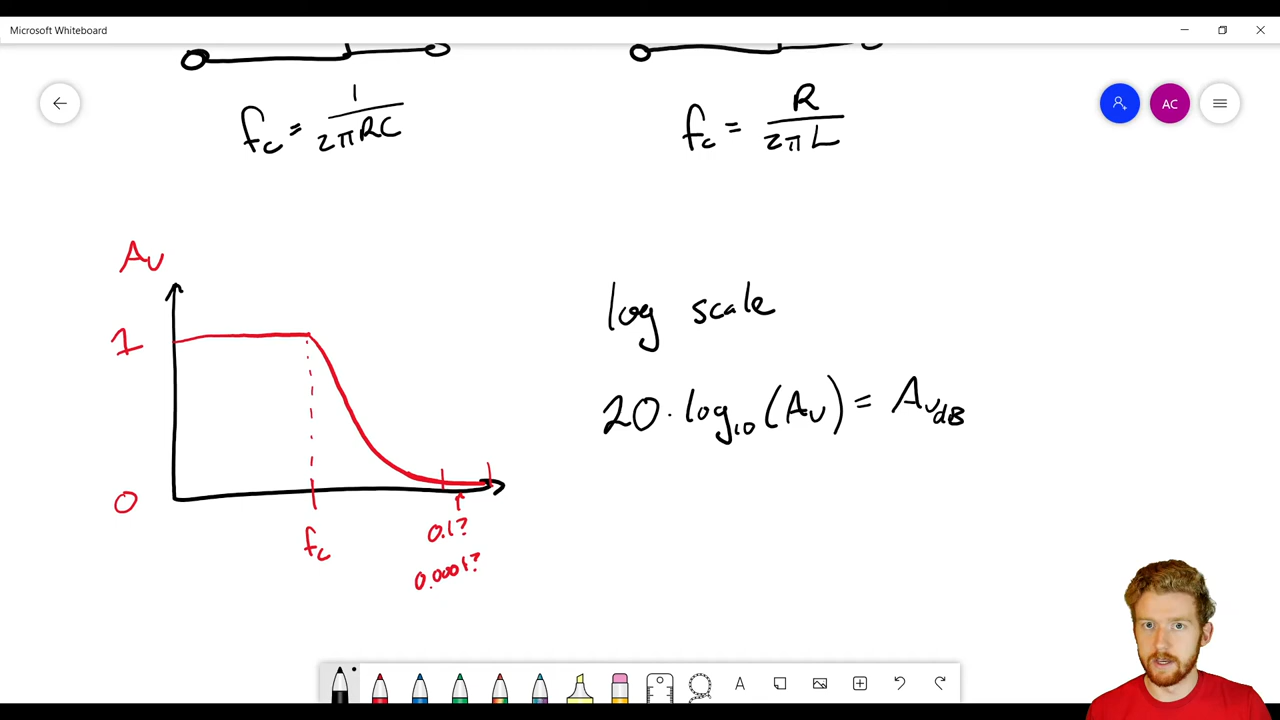 Microsoft Whiteboard
AC
fc = 1/2πRC
fc = R/2πL
Av
1
0
fc
0.1?
0.0001?
log scale
20 · log10 (Av) = AvdB
A